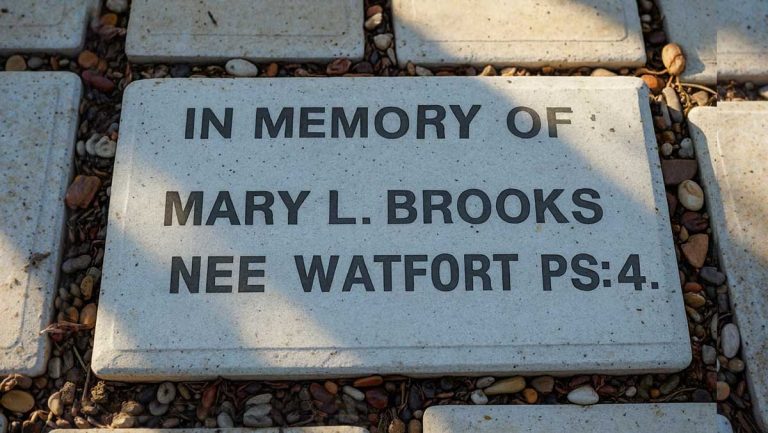 IN MEMORY OF
MARY L. BROOKS
NEE WATFORT PS:4.